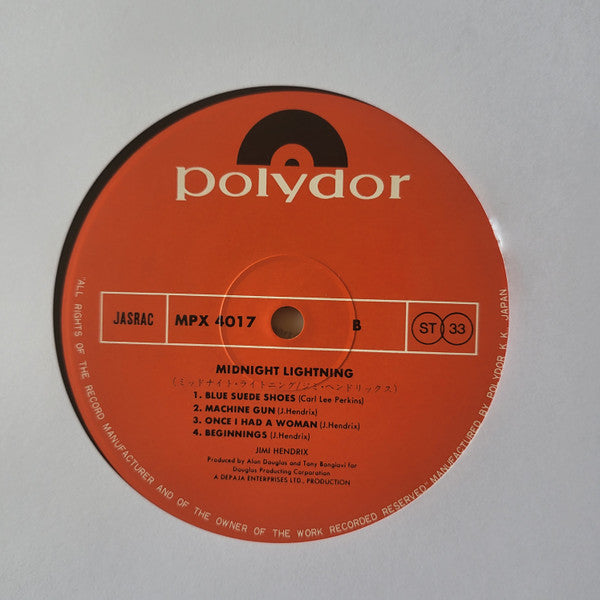 polydor
JASRAC MPX 4017 B ST 33
MIDNIGHT LIGHTNING
(ミッドナイト・ライトニング/ジミ・ヘンドリックス)
1. BLUE SUEDE SHOES (Carl Lee Perkins)
2. MACHINE GUN (J.Hendrix)
3. ONCE I HAD A WOMAN (J.Hendrix)
4. BEGINNINGS (J.Hendrix)
JIMI HENDRIX
Produced by Alan Douglas and Tony Bongiavi for
Douglas Producting Corporation
A DEPAJA ENTERPRISES LTD., PRODUCTION
"ALL RIGHTS OF THE RECORD MANUFACTURER AND OF THE OWNER OF THE WORK RECORDED RESERVED" MANUFACTURED BY POLYDOR K.K. JAPAN